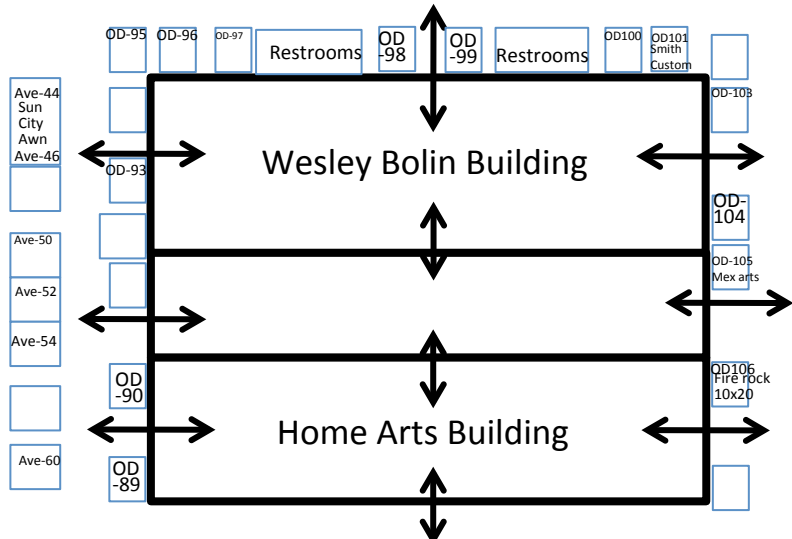 OD-95
OD-96
OD-97
Restrooms
OD
-98
OD
-99
Restrooms
OD100
OD101
Smith
Custom
Ave-44
Sun
City
Awn
Ave-46
OD-103
OD-93
Wesley Bolin Building
OD-
104
Ave-50
OD-105
Mex arts
Ave-52
Ave-54
OD
-90
OD106
Fire rock
10x20
Home Arts Building
Ave-60
OD
-89